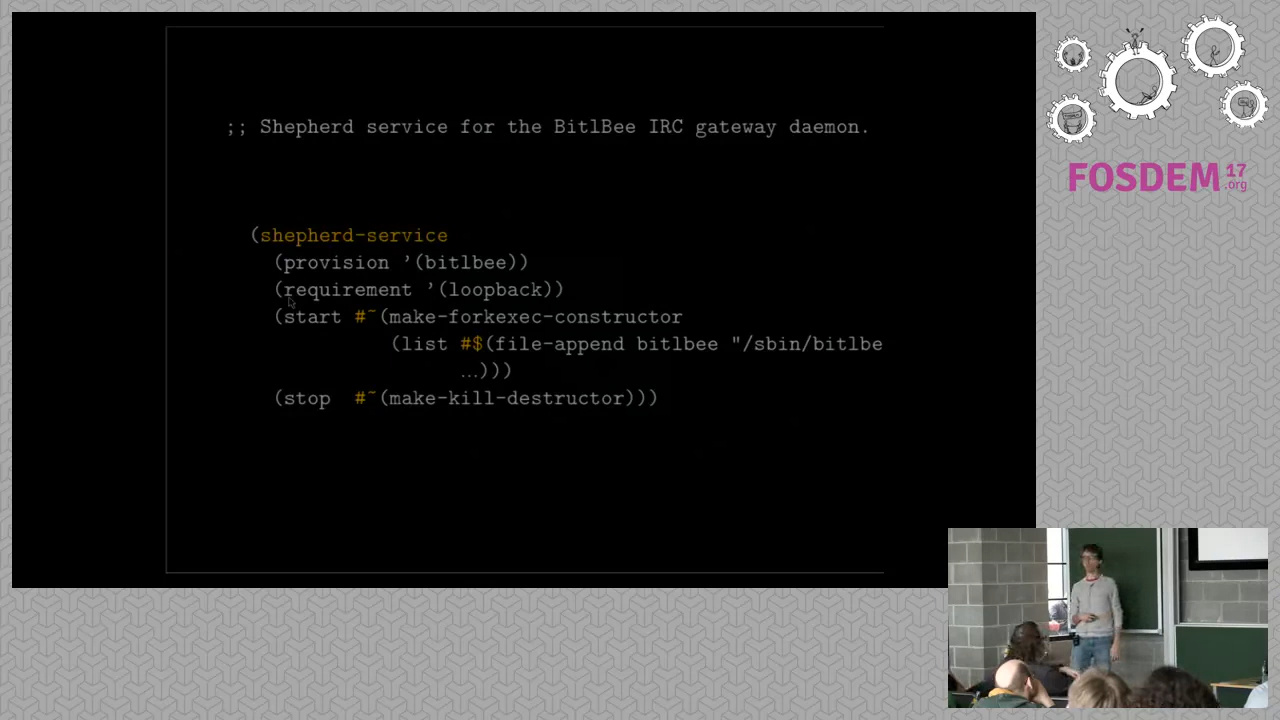 ;; Shepherd service for the BitlBee IRC gateway daemon.
(shepherd-service
(provision '(bitlbee))
(requirement '(loopback))
(start #~(make-forkexec-constructor
(list #$(file-append bitlbee "/sbin/bitlbe
...)))
(stop #~(make-kill-destructor)))
FOSDEM 17
.org